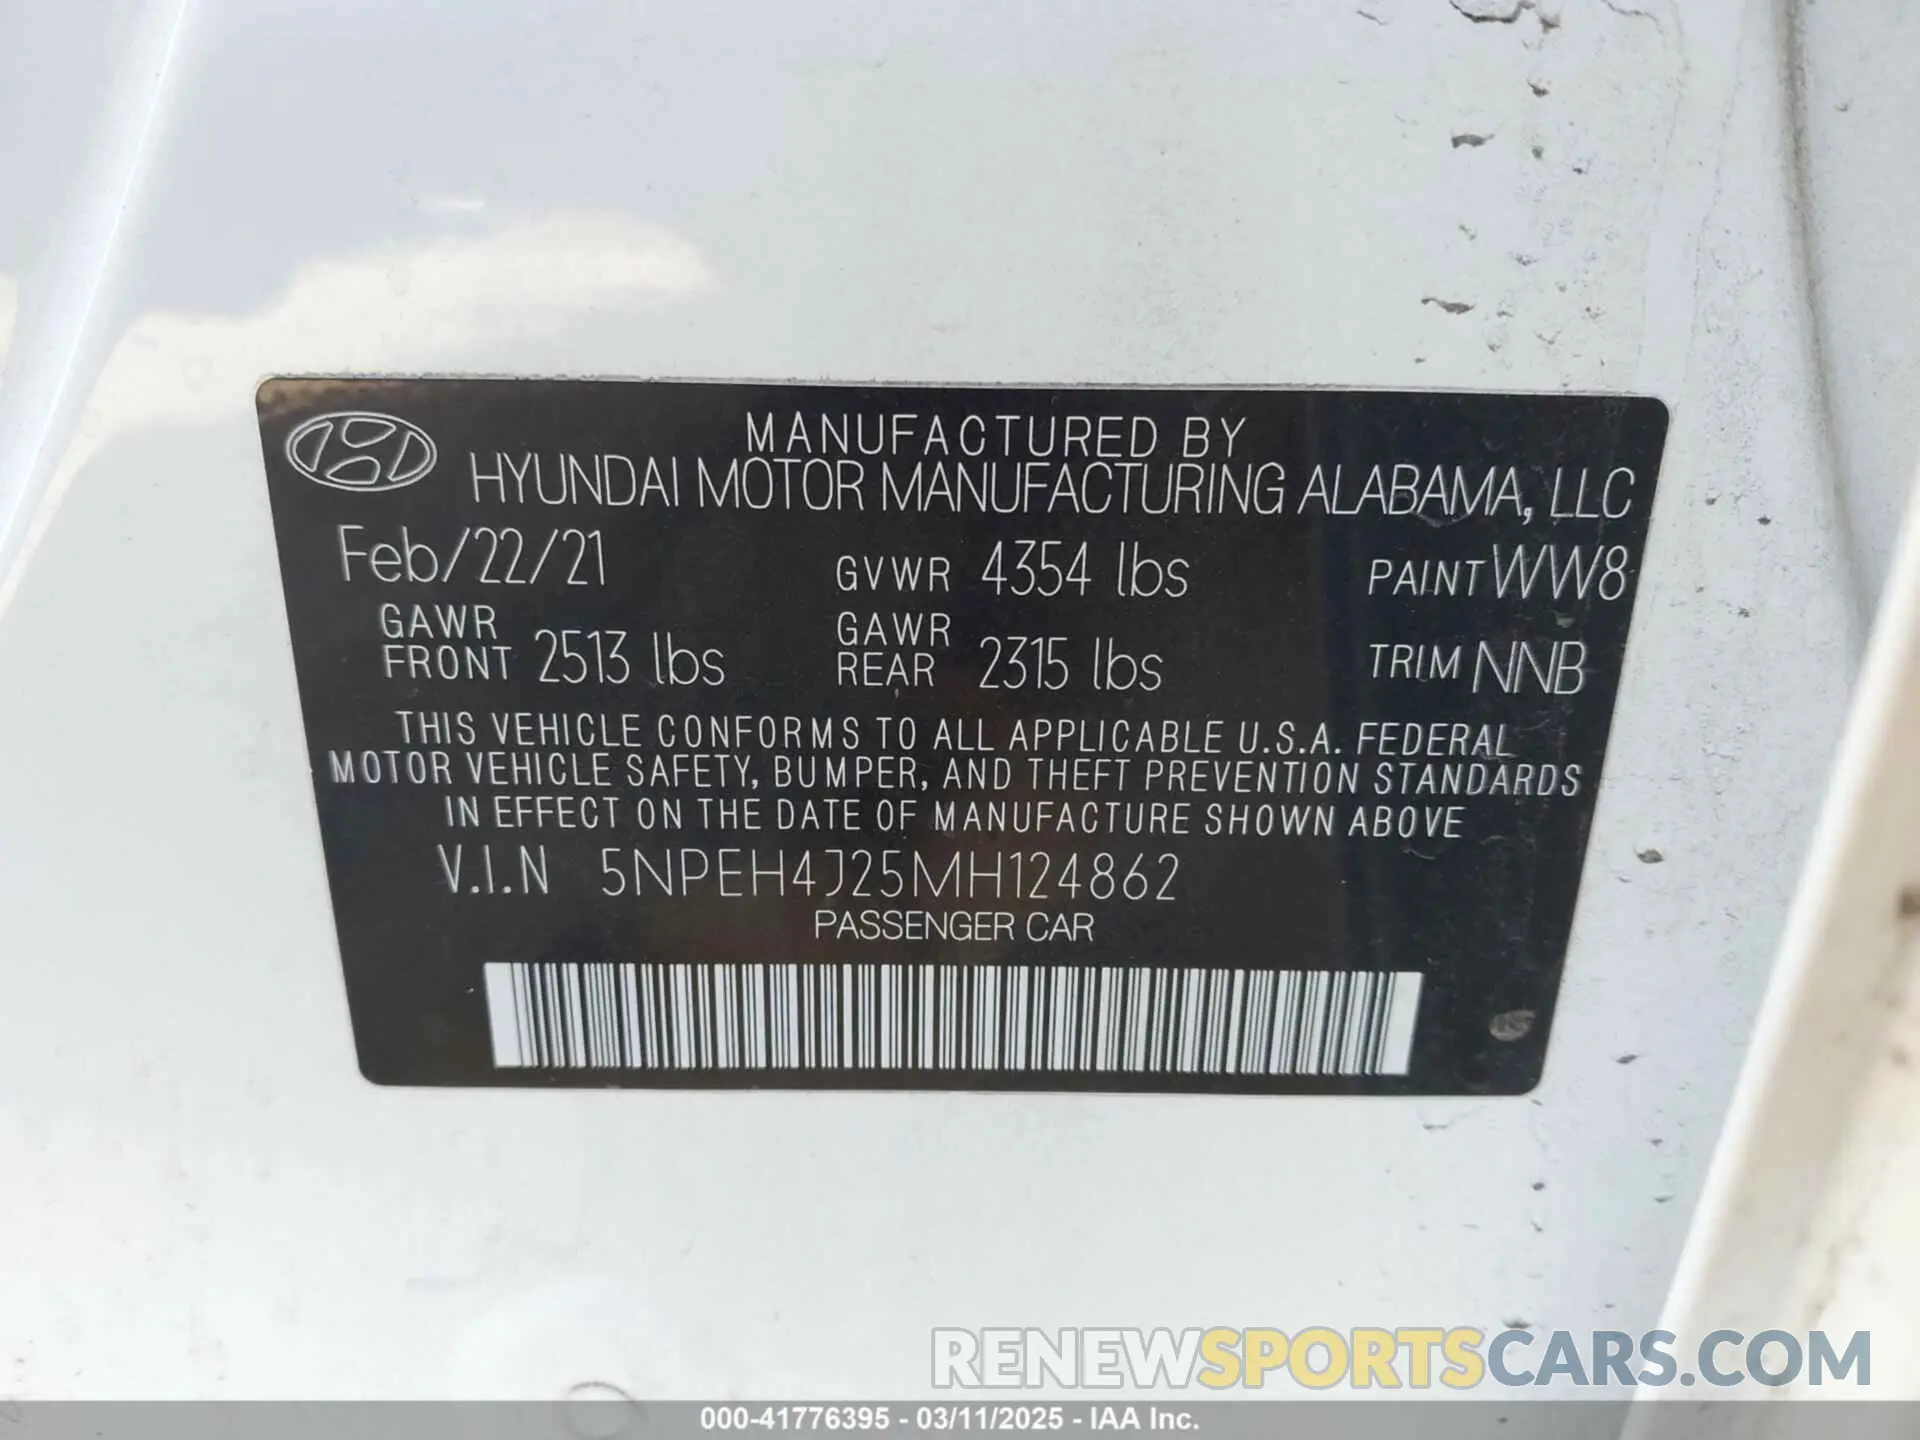 MANUFACTURED BY
HYUNDAI MOTOR MANUFACTURING ALABAMA, LLC
Feb/22/21 GVWR 4354 lbs PAINT WW8
GAWR FRONT 2513 lbs GAWR REAR 2315 lbs TRIM NNB
THIS VEHICLE CONFORMS TO ALL APPLICABLE U.S.A. FEDERAL
MOTOR VEHICLE SAFETY, BUMPER, AND THEFT PREVENTION STANDARDS
IN EFFECT ON THE DATE OF MANUFACTURE SHOWN ABOVE
V.I.N 5NPEH4J25MH124862
PASSENGER CAR
RENEWSPORTSCARS.COM
000-41776395 - 03/11/2025 - IAA Inc.